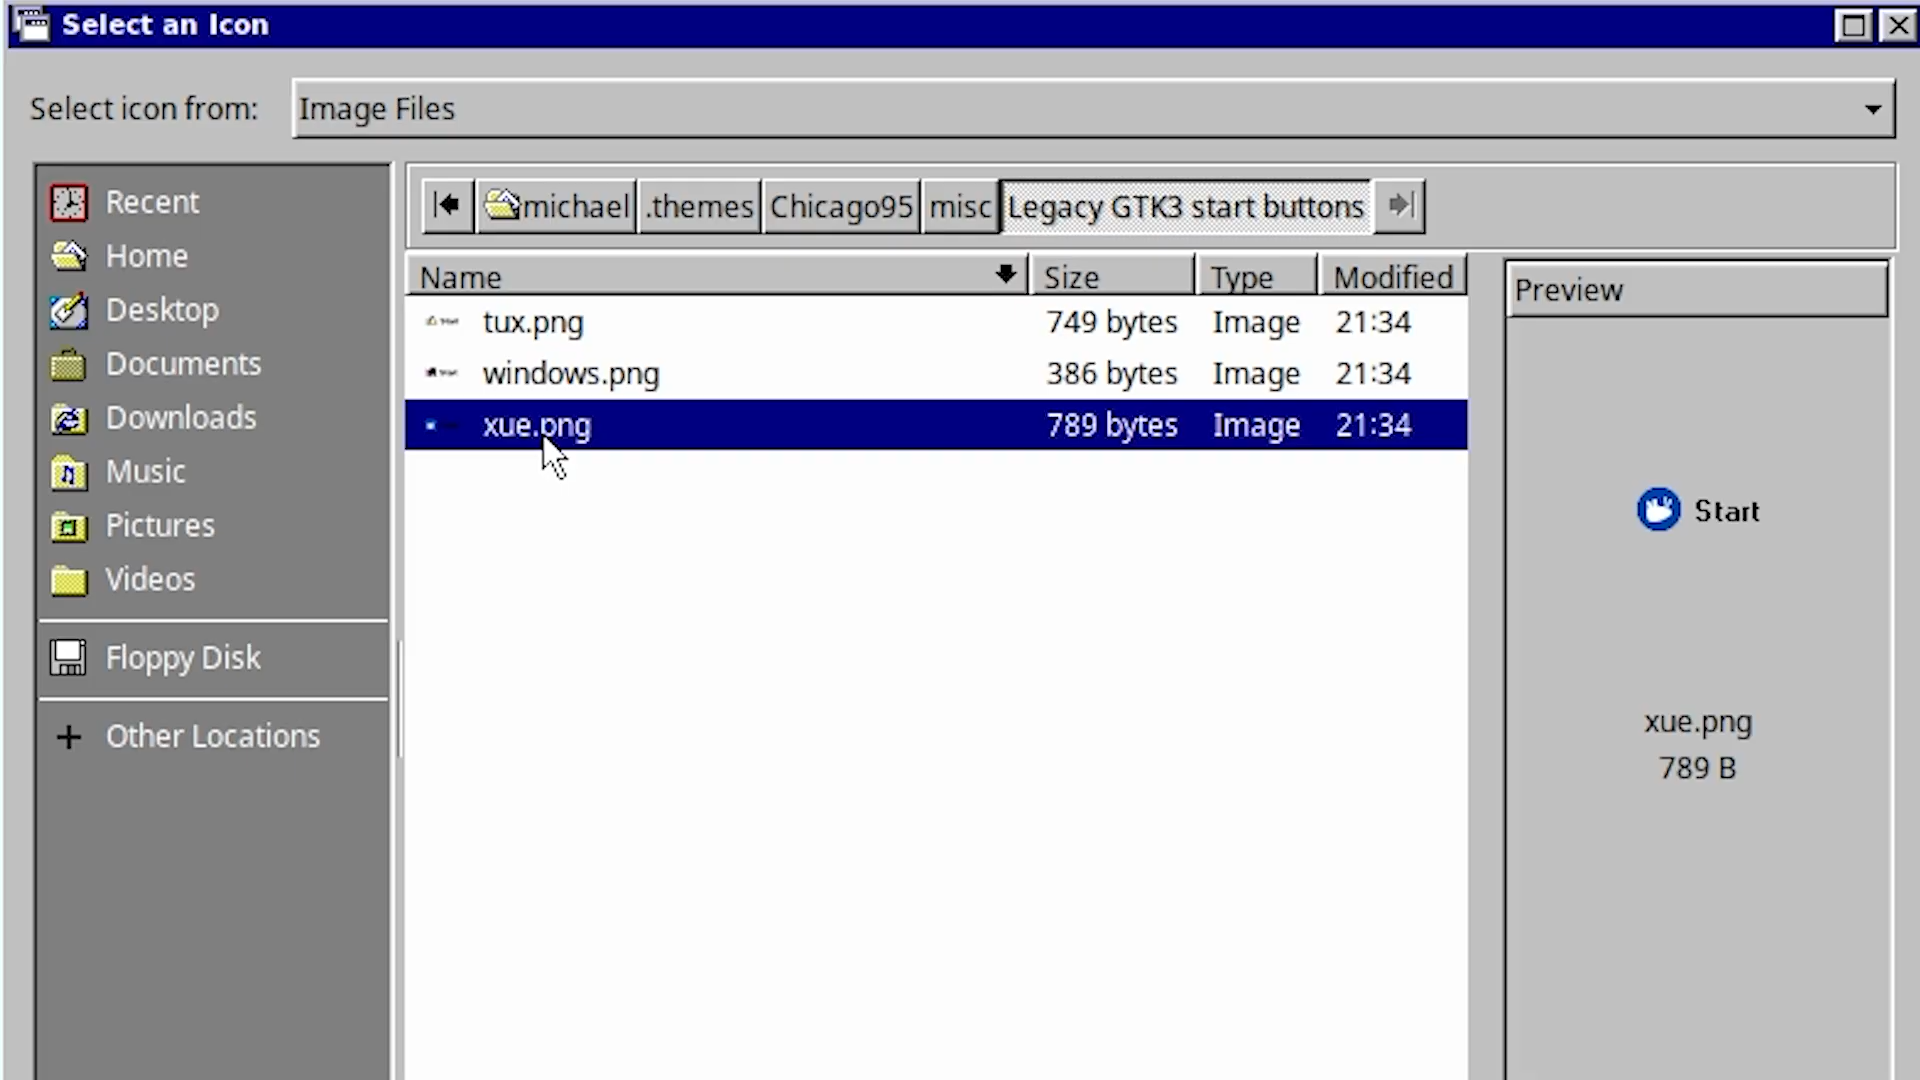 Select an Icon
Select icon from: Image Files
Recent
Home
Desktop
Documents
Downloads
Music
Pictures
Videos
Floppy Disk
Other Locations
michael .themes Chicago95 misc Legacy GTK3 start buttons
Name Size Type Modified
tux.png 749 bytes Image 21:34
windows.png 386 bytes Image 21:34
xue.png 789 bytes Image 21:34
Preview
Start
xue.png
789 B